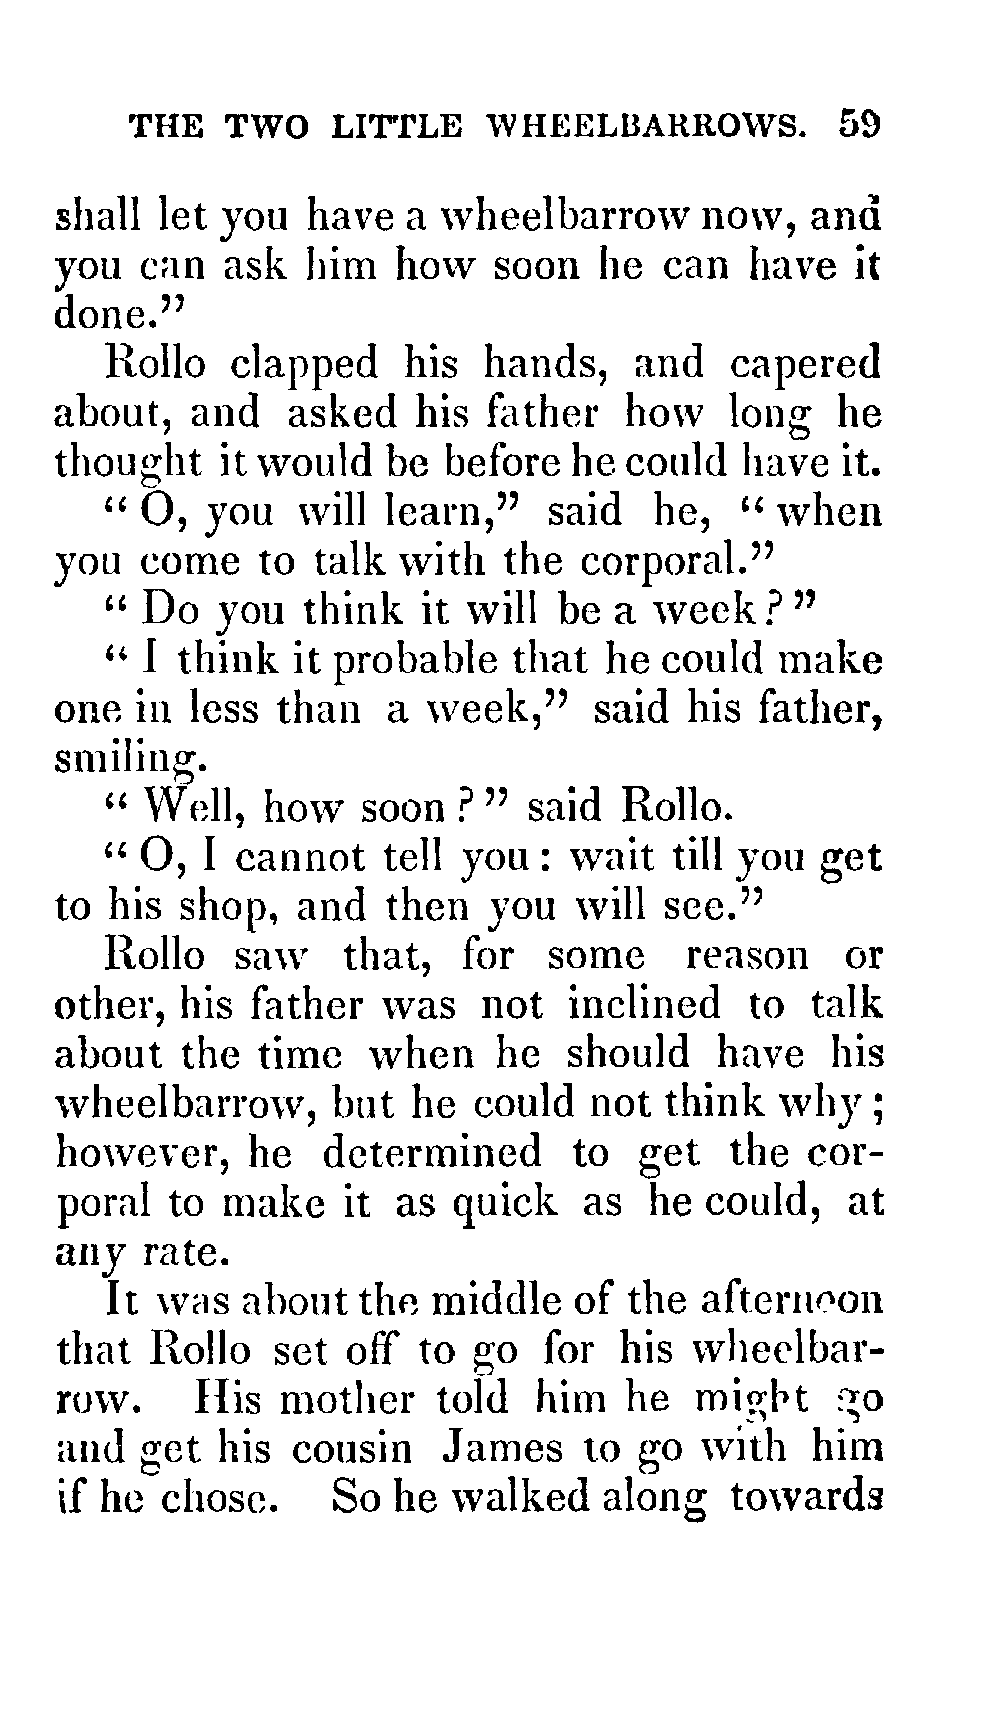 THE TWO LITTLE WHEELBARROWS. 59
shall let you have a wheelbarrow now, and
you can ask him how soon he can have it
done.”
Rollo clapped his hands, and capered
about, and asked his father how long he
thought it would be before he could have it.
“ O, you will learn,” said he, “ when
you come to talk with the corporal.”
“ Do you think it will be a week ? ”
“ I think it probable that he could make
one in less than a week,” said his father,
smiling.
“ Well, how soon ? ” said Rollo.
“ O, I cannot tell you : wait till you get
to his shop, and then you will see.”
Rollo saw that, for some reason or
other, his father was not inclined to talk
about the time when he should have his
wheelbarrow, but he could not think why ;
however, he determined to get the cor-
poral to make it as quick as he could, at
any rate.
It was about the middle of the afternoon
that Rollo set off to go for his wheelbar-
row. His mother told him he might go
and get his cousin James to go with him
if he chose. So he walked along towards